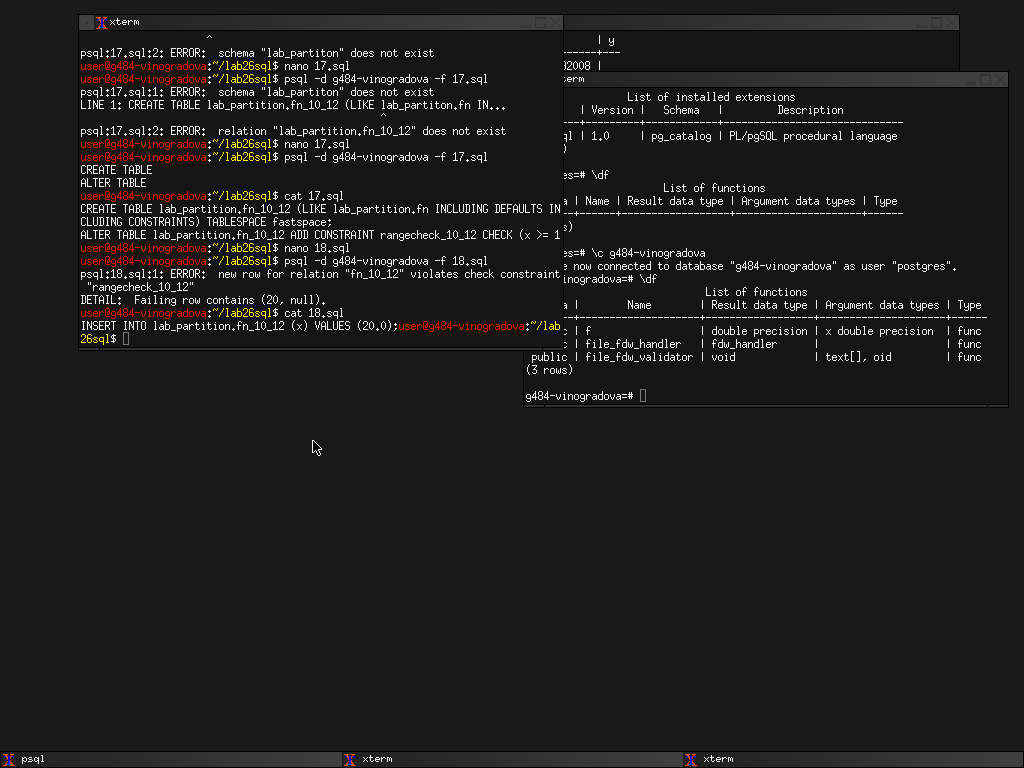 xterm
^
psql:17.sql:2: ERROR:  schema "lab_partiton" does not exist
user@g484-vinogradova:~/lab26sql$ nano 17.sql
user@g484-vinogradova:~/lab26sql$ psql -d g484-vinogradova -f 17.sql
psql:17.sql:1: ERROR:  schema "lab_partiton" does not exist
LINE 1: CREATE TABLE lab_partition.fn_10_12 (LIKE lab_partiton.fn IN...
^
psql:17.sql:2: ERROR:  relation "lab_partition.fn_10_12" does not exist
user@g484-vinogradova:~/lab26sql$ nano 17.sql
user@g484-vinogradova:~/lab26sql$ psql -d g484-vinogradova -f 17.sql
CREATE TABLE
ALTER TABLE
user@g484-vinogradova:~/lab26sql$ cat 17.sql
CREATE TABLE lab_partition.fn_10_12 (LIKE lab_partition.fn INCLUDING DEFAULTS IN
CLUDING CONSTRAINTS) TABLESPACE fastspace;
ALTER TABLE lab_partition.fn_10_12 ADD CONSTRAINT rangecheck_10_12 CHECK (x >= 1
user@g484-vinogradova:~/lab26sql$ nano 18.sql
user@g484-vinogradova:~/lab26sql$ psql -d g484-vinogradova -f 18.sql
psql:18.sql:1: ERROR:  new row for relation "fn_10_12" violates check constraint
"rangecheck_10_12"
DETAIL:  Failing row contains (20, null).
user@g484-vinogradova:~/lab26sql$ cat 18.sql
INSERT INTO lab_partition.fn_10_12 (x) VALUES (20.0);user@g484-vinogradova:~/lab
26sql$
| y
------+---
92008 |
erm
List of installed extensions
| Version |   Schema   |         Description
--+---------+------------+------------------------------
ql | 1.0     | pg_catalog | PL/pgSQL procedural language
)
es=# \df
List of functions
a | Name | Result data type | Argument data types | Type
--+------+------------------+---------------------+------
s)
es=# \c g484-vinogradova
e now connected to database "g484-vinogradova" as user "postgres".
nogradova=# \df
List of functions
a |        Name        | Result data type | Argument data types | Type
--+--------------------+------------------+---------------------+------
c | f                  | double precision | x double precision  | func
c | file_fdw_handler   | fdw_handler      |                     | func
public | file_fdw_validator | void             | text[], oid         | func
(3 rows)
g484-vinogradova=#
psql
xterm
xterm